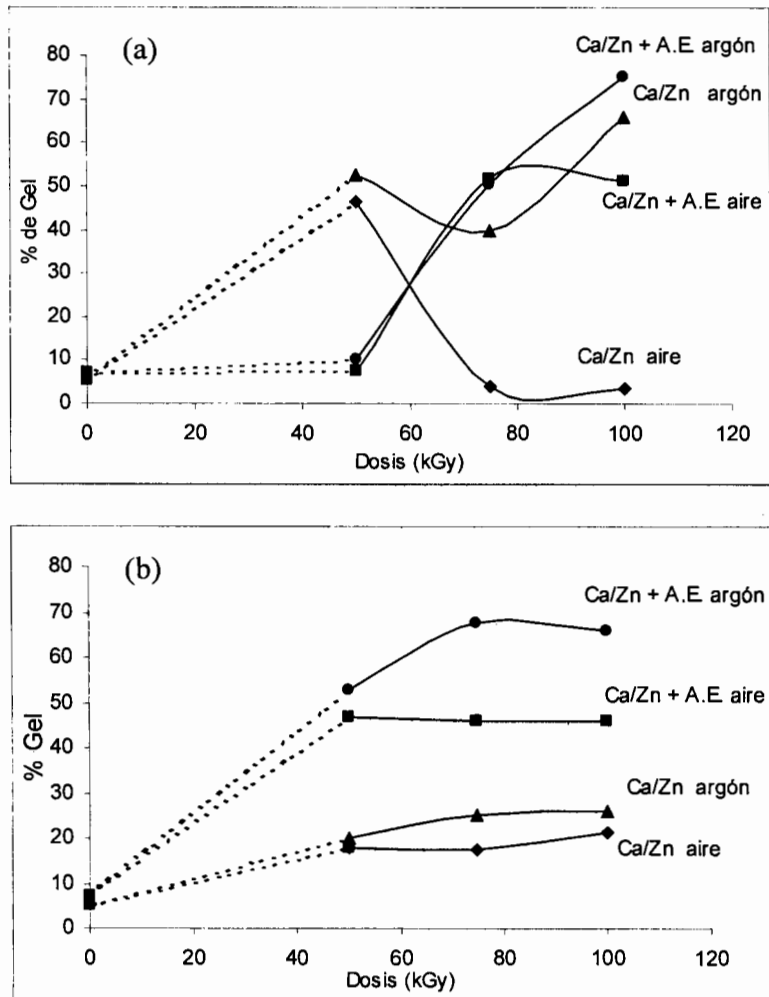 (a)
% de Gel
80
70
60
50
40
30
20
10
0
0 20 40 60 80 100 120
Dosis (kGy)
Ca/Zn + A.E. argón
Ca/Zn argón
Ca/Zn + A.E. aire
Ca/Zn aire
(b)
% Gel
80
70
60
50
40
30
20
10
0
0 20 40 60 80 100 120
Dosis (kGy)
Ca/Zn + A.E. argón
Ca/Zn + A.E. aire
Ca/Zn argón
Ca/Zn aire